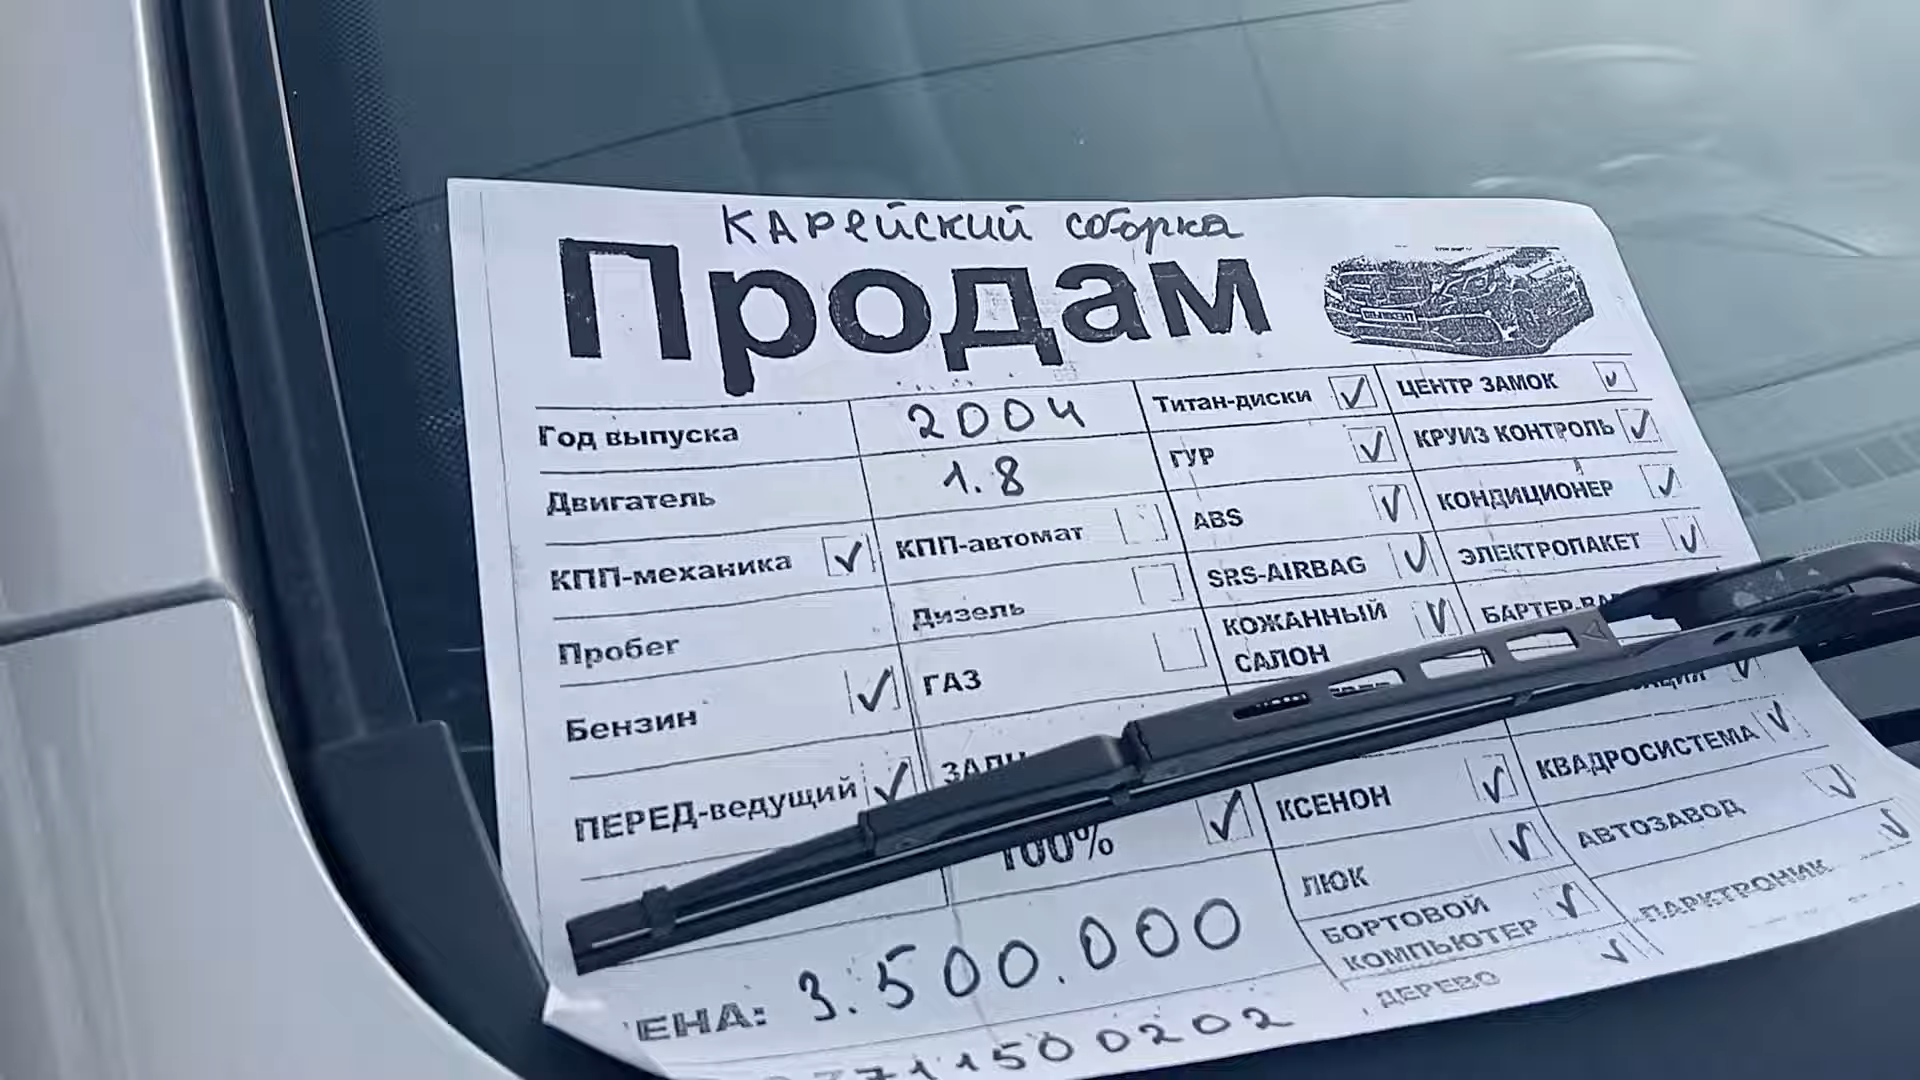 КАРЕЙСКИЙ сборка
Продам
Год выпуска 2004
Двигатель 1.8
КПП-механика ✓ КПП-автомат
Пробег Дизель
Бензин ✓ ГАЗ
ПЕРЕД-ведущий ✓
100% ✓
ЕНА: 3.500.000
771150 0202
Титан-диски ✓
ГУР ✓
ABS ✓
SRS-AIRBAG ✓
КОЖАННЫЙ ✓
САЛОН
КСЕНОН ✓
ЛЮК ✓
БОРТОВОЙ ✓
КОМПЬЮТЕР
ДЕРЕВО ✓
ЦЕНТР ЗАМОК ✓
КРУИЗ КОНТРОЛЬ ✓
КОНДИЦИОНЕР ✓
ЭЛЕКТРОПАКЕТ ✓
КВАДРОСИСТЕМА ✓
АВТОЗАВОД ✓
ПАРКТРОНИК ✓